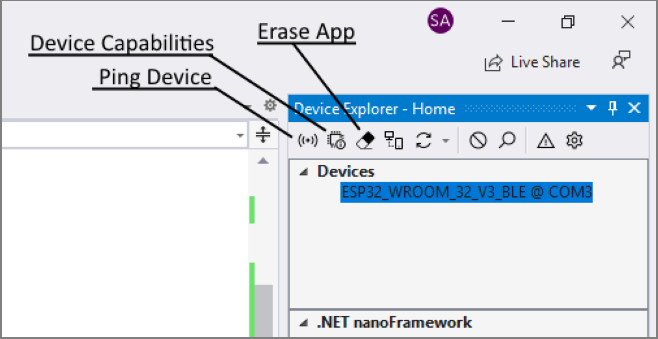 SA
Erase App
Device Capabilities
Live Share
Ping Device
Device Explorer - Home
Devices
ESP32_WROOM_32_V3_BLE @ COM3
.NET nanoFramework